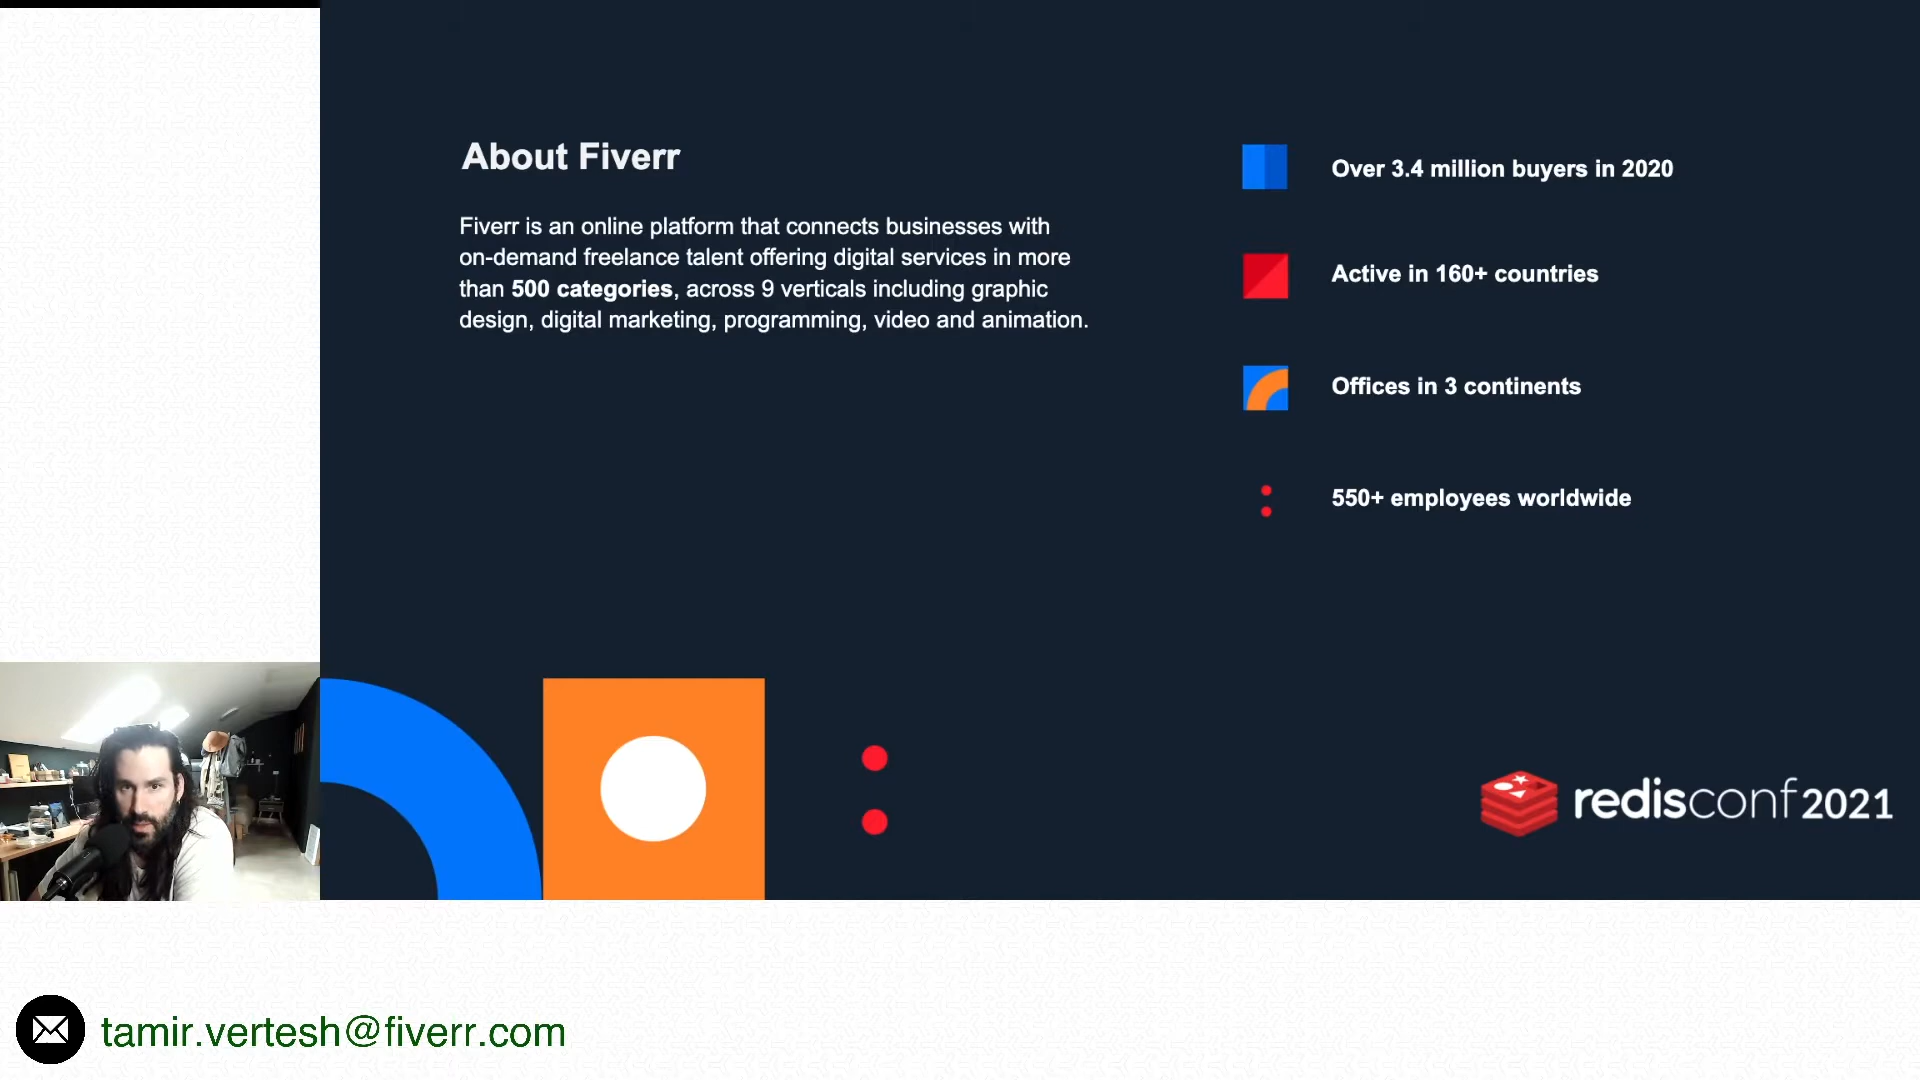 About Fiverr
Fiverr is an online platform that connects businesses with
on-demand freelance talent offering digital services in more
than 500 categories, across 9 verticals including graphic
design, digital marketing, programming, video and animation.
Over 3.4 million buyers in 2020
Active in 160+ countries
Offices in 3 continents
550+ employees worldwide
redisconf2021
tamir.vertesh@fiverr.com